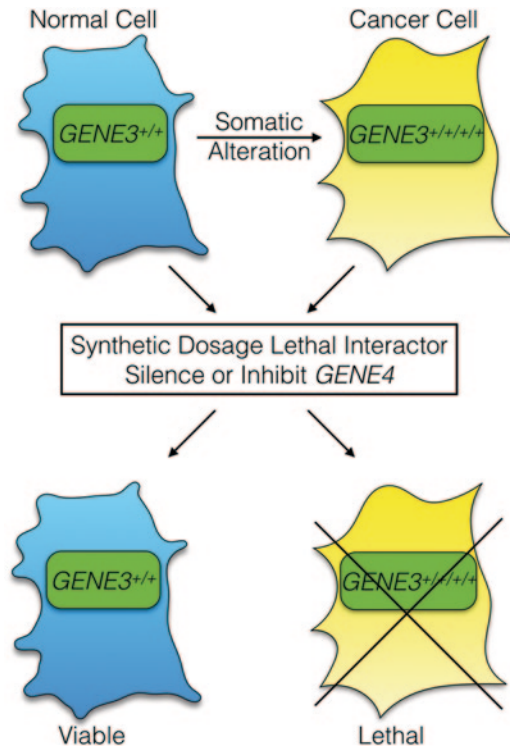 Normal Cell
Cancer Cell
GENE3+/+
Somatic
Alteration
GENE3+/+/+/+
Synthetic Dosage Lethal Interactor
Silence or Inhibit GENE4
GENE3+/+
GENE3+/+/+/+
Viable
Lethal